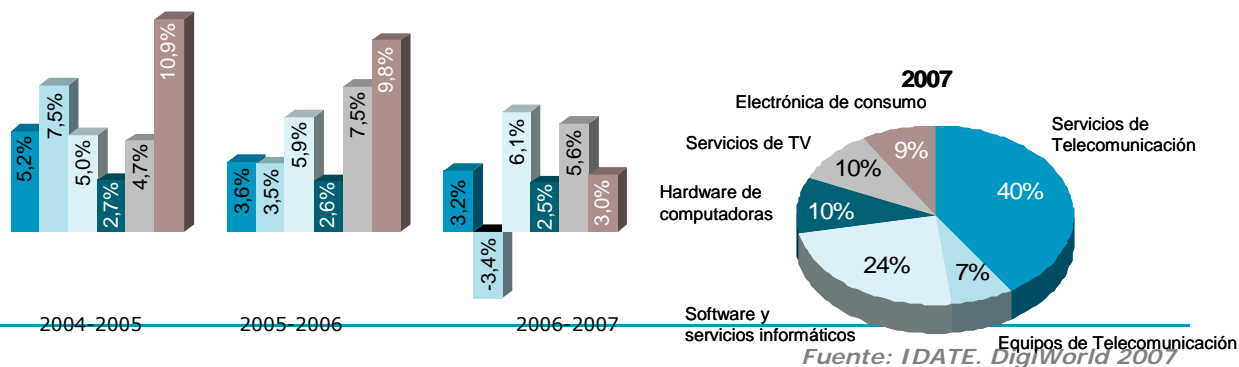 5,2%
7,5%
5,0%
2,7%
4,7%
10,9%
2004-2005
3,6%
3,5%
5,9%
2,6%
7,5%
9,8%
2005-2006
3,2%
-3,4%
6,1%
2,5%
5,6%
3,0%
2006-2007
2007
Electrónica de consumo
Servicios de TV
Hardware de
computadoras
Software y
servicios informáticos
Servicios de
Telecomunicación
Equipos de Telecomunicación
9%
10%
10%
24%
7%
40%
Fuente: IDATE. DigiWorld 2007